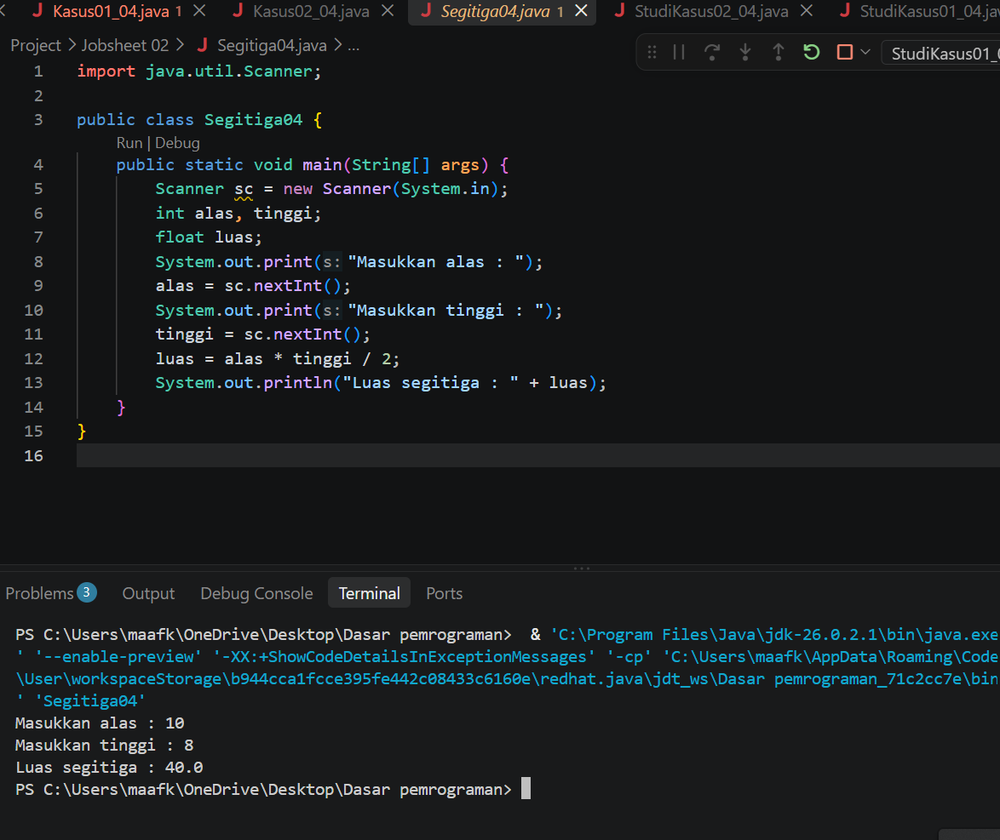 Kasus01_04.java 1
Kasus02_04.java
Segitiga04.java 1
StudiKasus02_04.java
StudiKasus01_04.ja
Project > Jobsheet 02 > Segitiga04.java > ...
StudiKasus01_
1 import java.util.Scanner;
2
3 public class Segitiga04 {
Run | Debug
4 public static void main(String[] args) {
5 Scanner sc = new Scanner(System.in);
6 int alas, tinggi;
7 float luas;
8 System.out.print(s: "Masukkan alas : ");
9 alas = sc.nextInt();
10 System.out.print(s: "Masukkan tinggi : ");
11 tinggi = sc.nextInt();
12 luas = alas * tinggi / 2;
13 System.out.println("Luas segitiga : " + luas);
14 }
15 }
16
Problems 3 Output Debug Console Terminal Ports
PS C:\Users\maafk\OneDrive\Desktop\Dasar pemrograman>  & 'C:\Program Files\Java\jdk-26.0.2.1\bin\java.exe
' '--enable-preview' '-XX:+ShowCodeDetailsInExceptionMessages' '-cp' 'C:\Users\maafk\AppData\Roaming\Code
\User\workspaceStorage\b944cca1fcce395fe442c08433c6160e\redhat.java\jdt_ws\Dasar pemrograman_71c2cc7e\bin
' 'Segitiga04'
Masukkan alas : 10
Masukkan tinggi : 8
Luas segitiga : 40.0
PS C:\Users\maafk\OneDrive\Desktop\Dasar pemrograman>